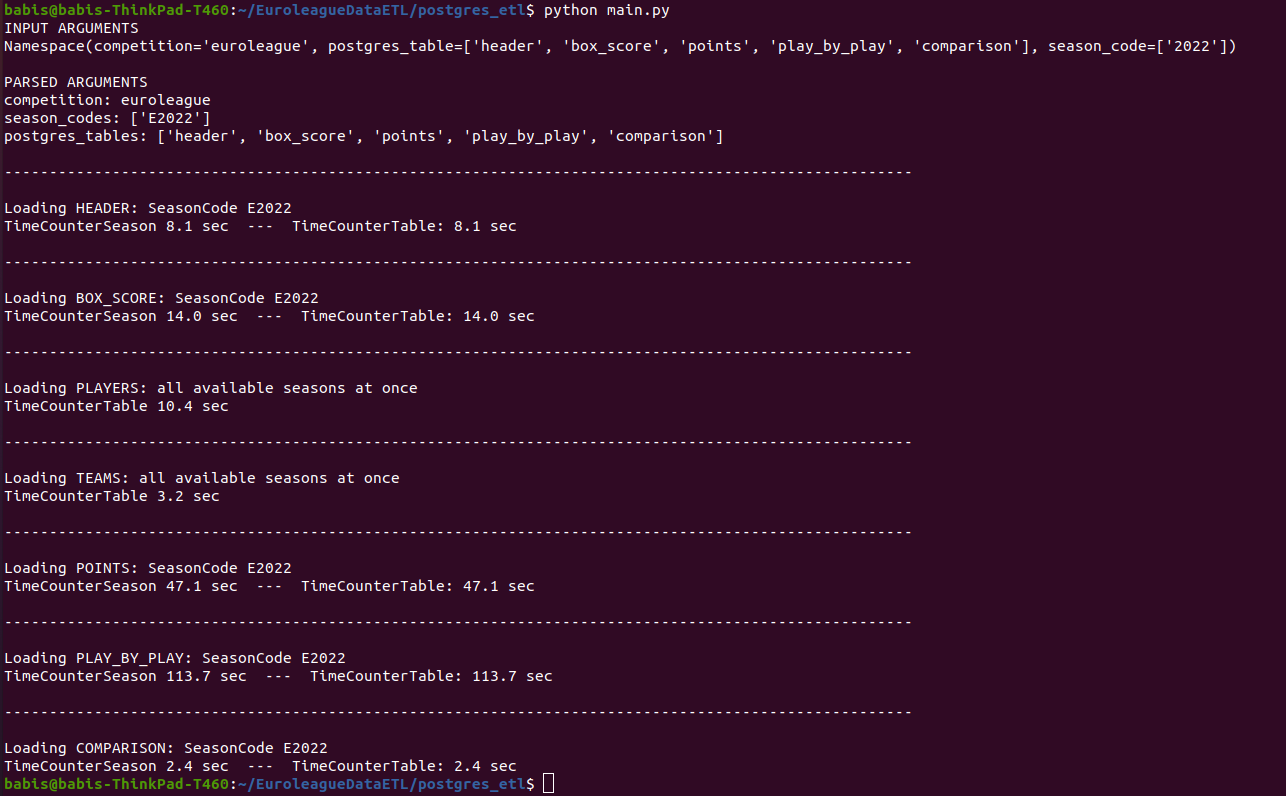 babis@babis-ThinkPad-T460:~/EuroleagueDataETL/postgres_etl$ python main.py
INPUT ARGUMENTS
Namespace(competition='euroleague', postgres_table=['header', 'box_score', 'points', 'play_by_play', 'comparison'], season_code=['2022'])
PARSED ARGUMENTS
competition: euroleague
season_codes: ['E2022']
postgres_tables: ['header', 'box_score', 'points', 'play_by_play', 'comparison']
-----------------------------------------------------------------------------------------------------
Loading HEADER: SeasonCode E2022
TimeCounterSeason 8.1 sec  ---  TimeCounterTable: 8.1 sec
-----------------------------------------------------------------------------------------------------
Loading BOX_SCORE: SeasonCode E2022
TimeCounterSeason 14.0 sec  ---  TimeCounterTable: 14.0 sec
-----------------------------------------------------------------------------------------------------
Loading PLAYERS: all available seasons at once
TimeCounterTable 10.4 sec
-----------------------------------------------------------------------------------------------------
Loading TEAMS: all available seasons at once
TimeCounterTable 3.2 sec
-----------------------------------------------------------------------------------------------------
Loading POINTS: SeasonCode E2022
TimeCounterSeason 47.1 sec  ---  TimeCounterTable: 47.1 sec
-----------------------------------------------------------------------------------------------------
Loading PLAY_BY_PLAY: SeasonCode E2022
TimeCounterSeason 113.7 sec  ---  TimeCounterTable: 113.7 sec
-----------------------------------------------------------------------------------------------------
Loading COMPARISON: SeasonCode E2022
TimeCounterSeason 2.4 sec  ---  TimeCounterTable: 2.4 sec
babis@babis-ThinkPad-T460:~/EuroleagueDataETL/postgres_etl$